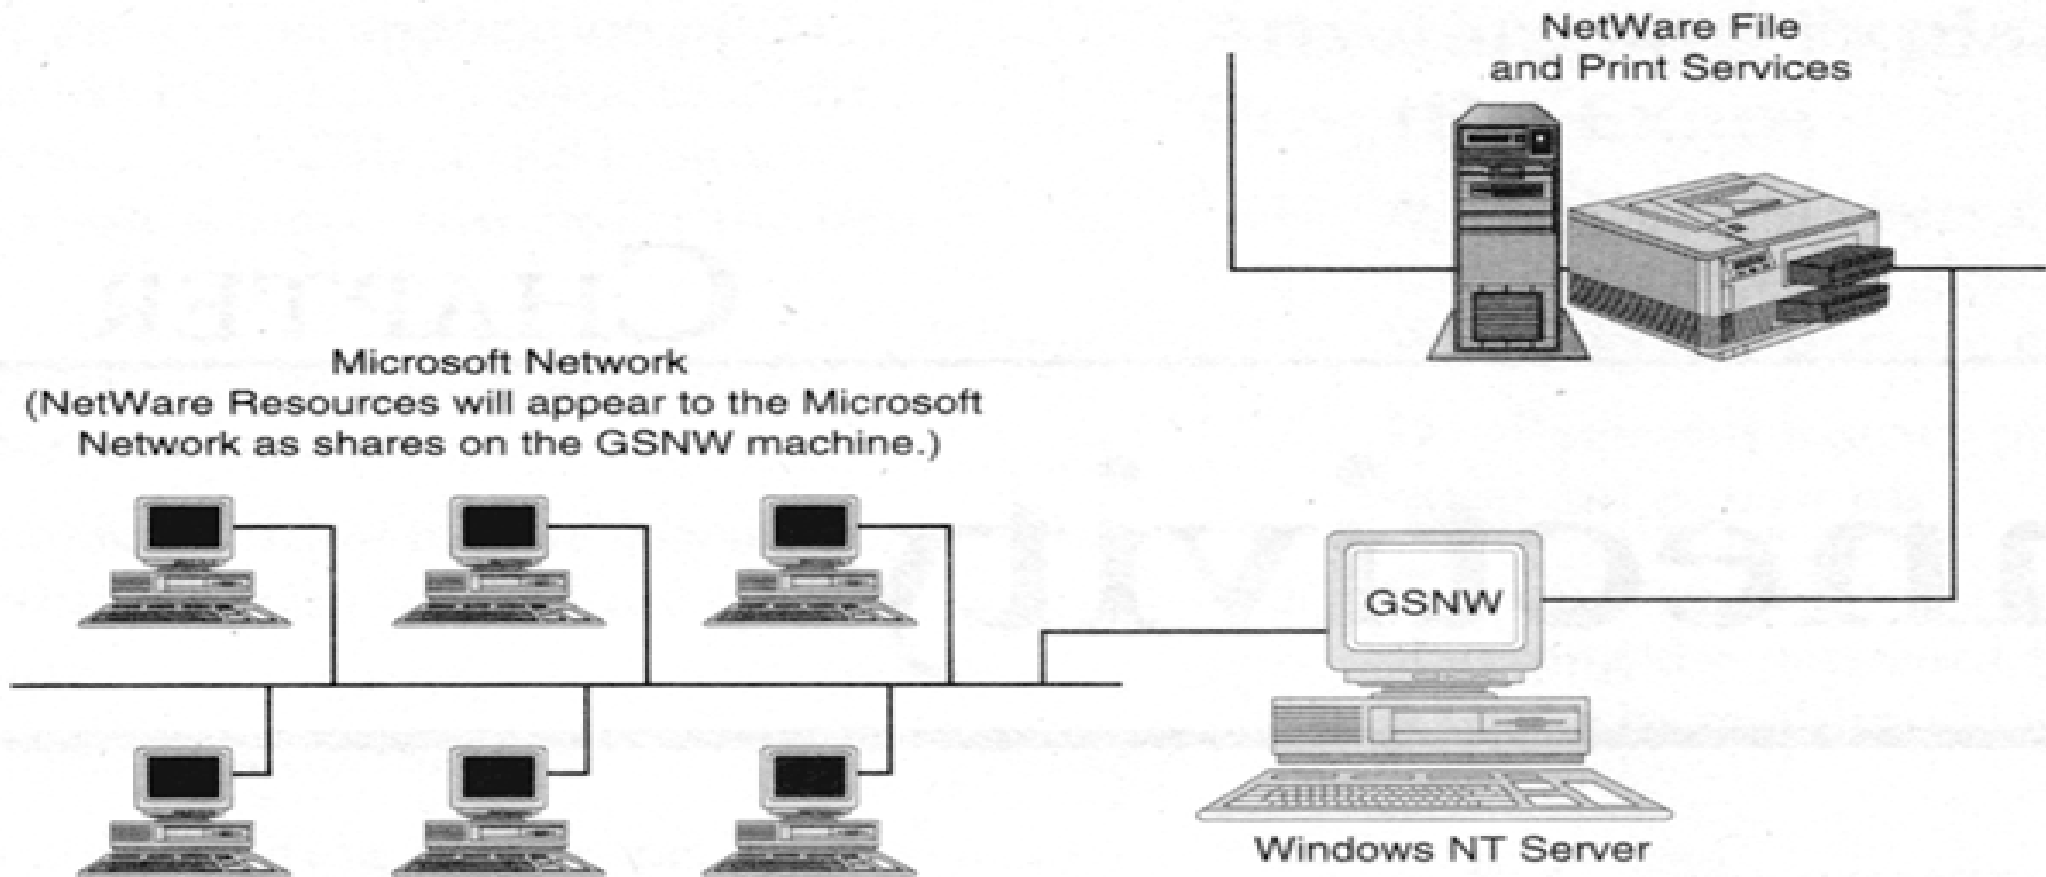 NetWare File
and Print Services
Microsoft Network
(NetWare Resources will appear to the Microsoft
Network as shares on the GSNW machine.)
GSNW
Windows NT Server